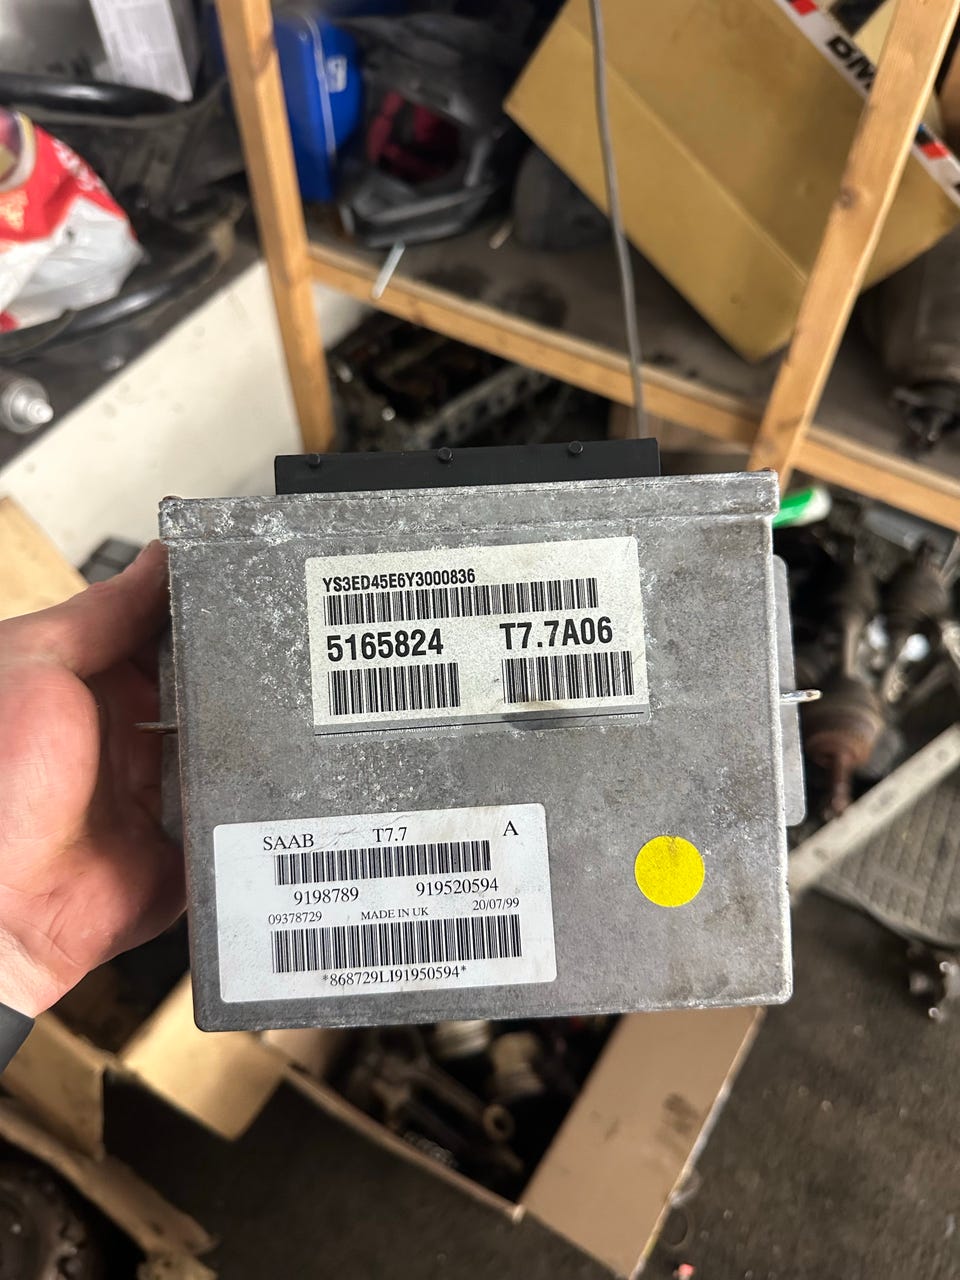 YS3ED45E6Y3000836
5165824 T7.7A06
SAAB T7.7 A
9198789 919520594
09378729 MADE IN UK 20/07/99
*868729LI91950594*